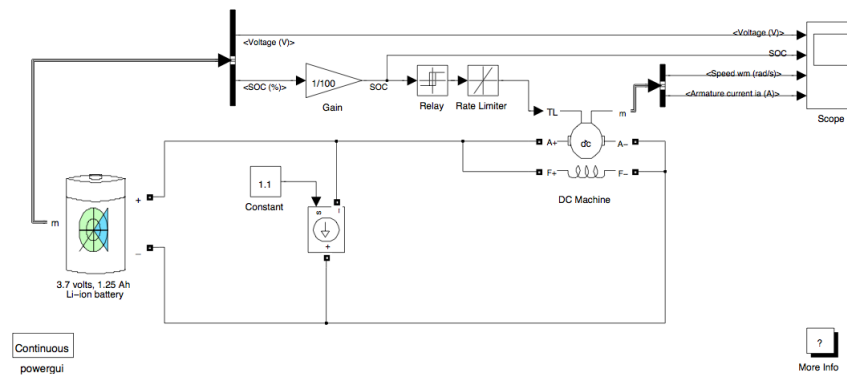 <Voltage (V)>
<Voltage (V)>
SOC
<SOC (%)>
1/100
Gain
SOC
Relay
Rate Limiter
<Speed wm (rad/s)>
<Armature current ia (A)>
Scope
TL
m
A+
dc
A−
F+
F−
DC Machine
1.1
Constant
s
−
+
m
+
−
3.7 volts, 1.25 Ah
Li−ion battery
Continuous
powergui
?
More Info